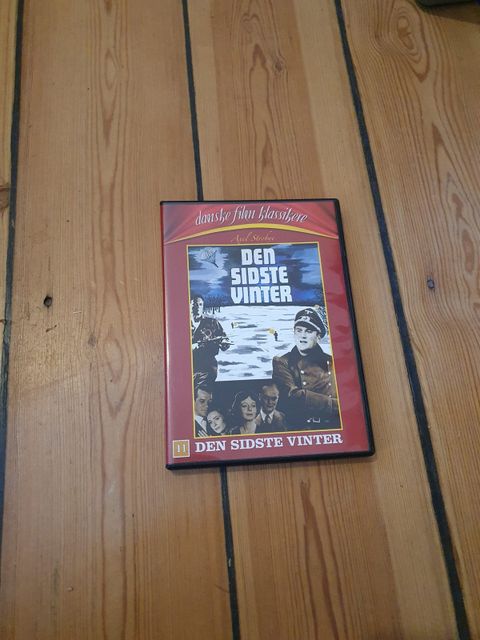 danske film klassikere
Axel Strøbye
DEN
SIDSTE
VINTER
11
DEN SIDSTE VINTER